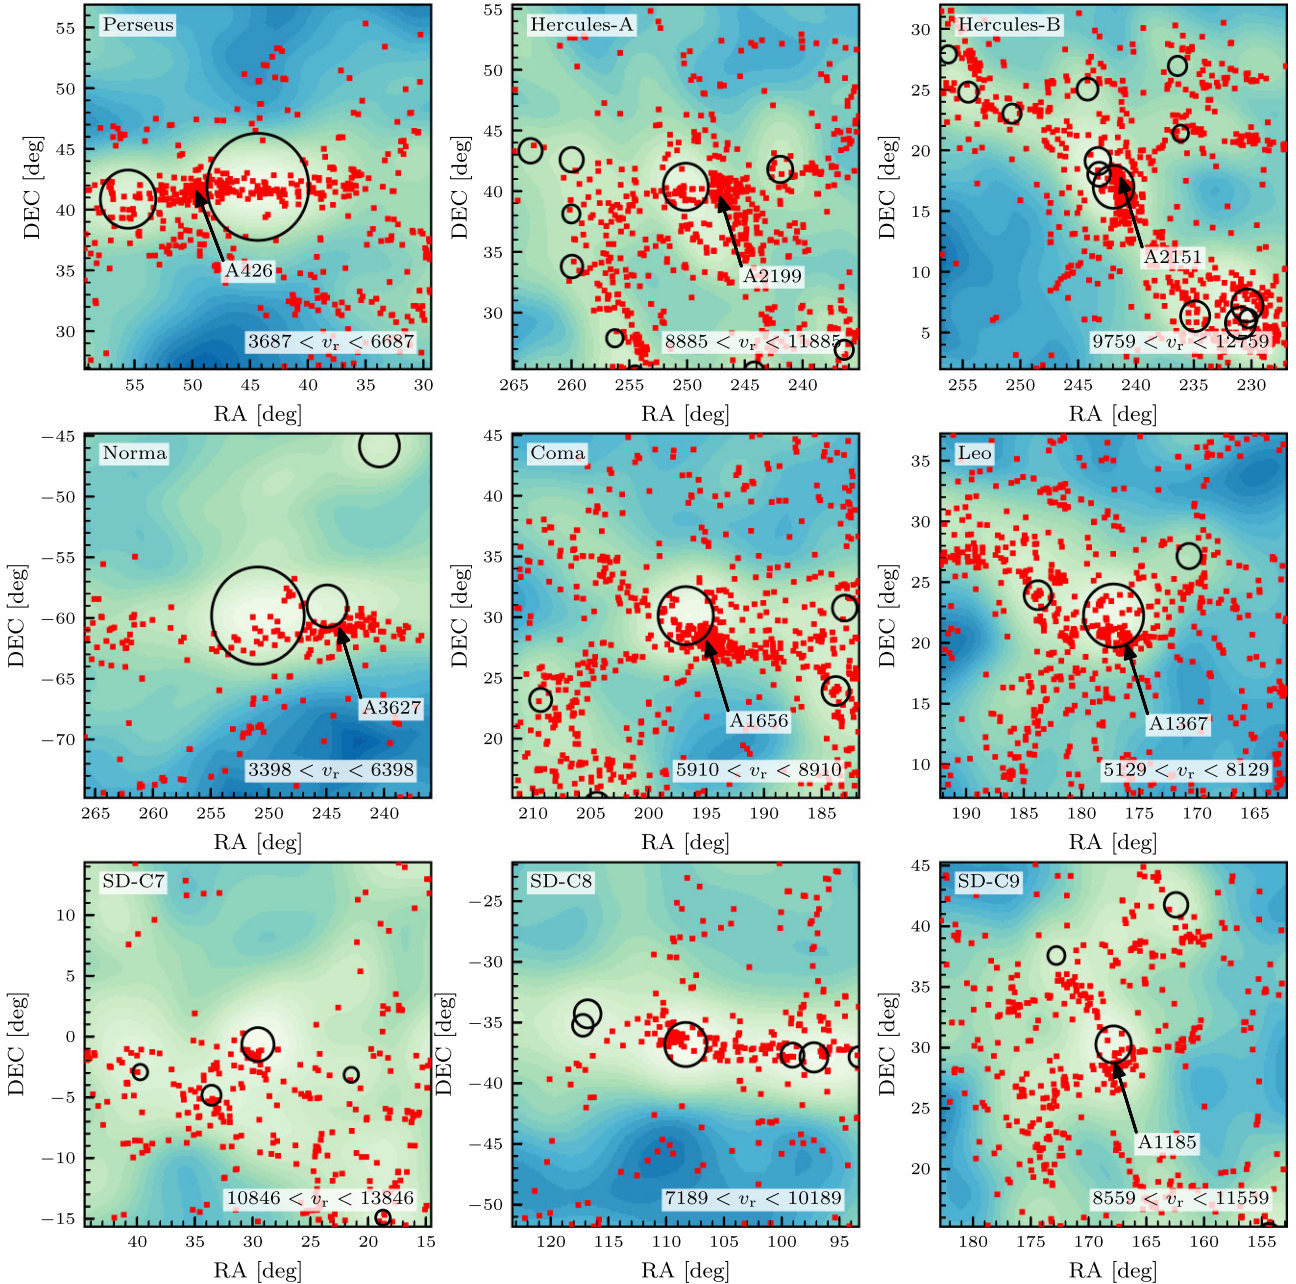 Perseus
A426
3687 < v_r < 6687
DEC [deg]
55
50
45
40
35
30
55 50 45 40 35 30
RA [deg]
Hercules-A
A2199
8885 < v_r < 11885
DEC [deg]
55
50
45
40
35
30
265 260 255 250 245 240
RA [deg]
Hercules-B
A2151
9759 < v_r < 12759
DEC [deg]
30
25
20
15
10
5
255 250 245 240 235 230
RA [deg]
Norma
A3627
3398 < v_r < 6398
DEC [deg]
−45
−50
−55
−60
−65
−70
265 260 255 250 245 240
RA [deg]
Coma
A1656
5910 < v_r < 8910
DEC [deg]
45
40
35
30
25
20
210 205 200 195 190 185
RA [deg]
Leo
A1367
5129 < v_r < 8129
DEC [deg]
35
30
25
20
15
10
190 185 180 175 170 165
RA [deg]
SD-C7
10846 < v_r < 13846
DEC [deg]
10
5
0
−5
−10
−15
40 35 30 25 20 15
RA [deg]
SD-C8
7189 < v_r < 10189
DEC [deg]
−25
−30
−35
−40
−45
−50
120 115 110 105 100 95
RA [deg]
SD-C9
A1185
8559 < v_r < 11559
DEC [deg]
45
40
35
30
25
20
180 175 170 165 160 155
RA [deg]